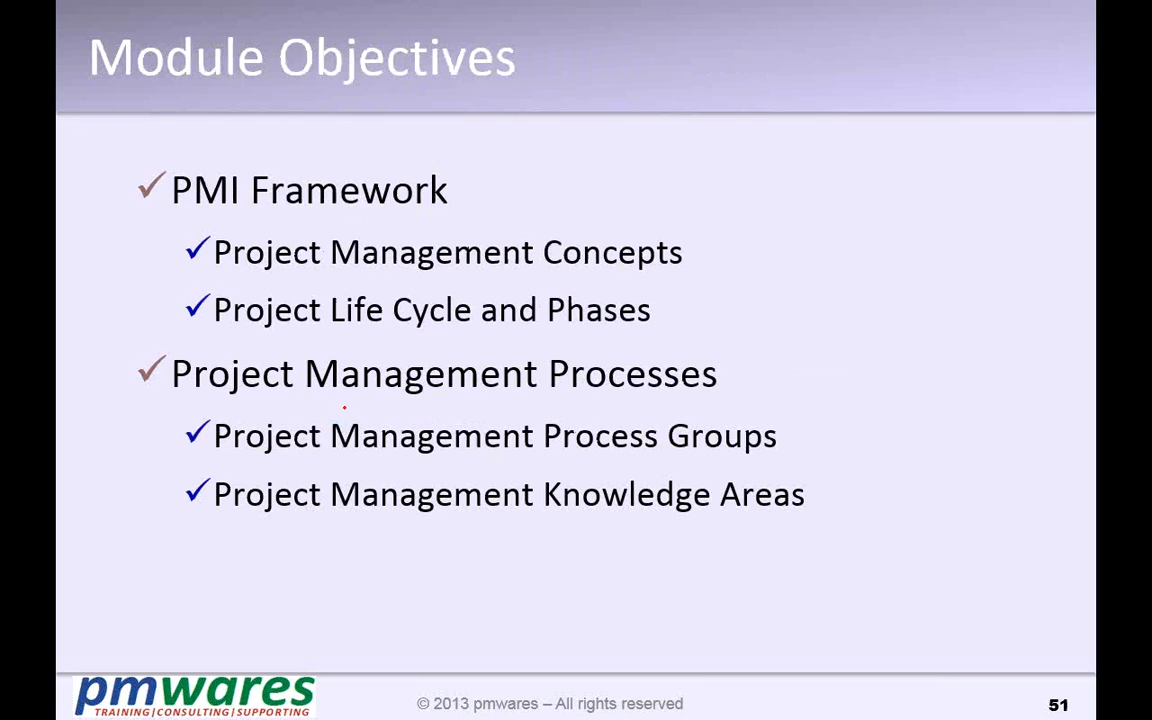 Module Objectives
PMI Framework
Project Management Concepts
Project Life Cycle and Phases
Project Management Processes
Project Management Process Groups
Project Management Knowledge Areas
pmwares
TRAINING|CONSULTING|SUPPORTING
© 2013 pmwares – All rights reserved
51